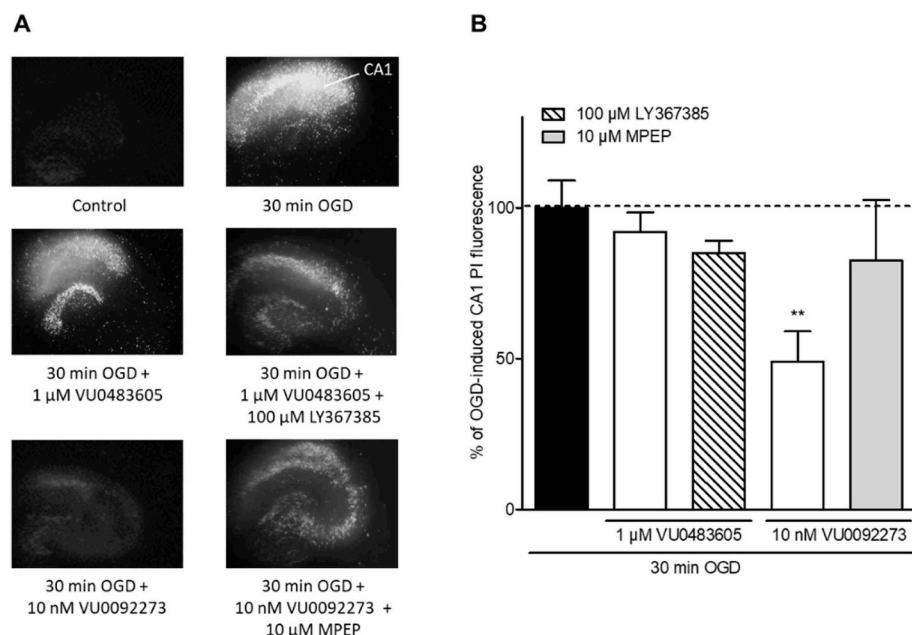 A
CA1
Control
30 min OGD
30 min OGD +
1 µM VU0483605
30 min OGD +
1 µM VU0483605 +
100 µM LY367385
30 min OGD +
10 nM VU0092273
30 min OGD +
10 nM VU0092273 +
10 µM MPEP
B
100 µM LY367385
10 µM MPEP
% of OGD-induced CA1 PI fluorescence
100
50
0
**
1 µM VU0483605
10 nM VU0092273
30 min OGD